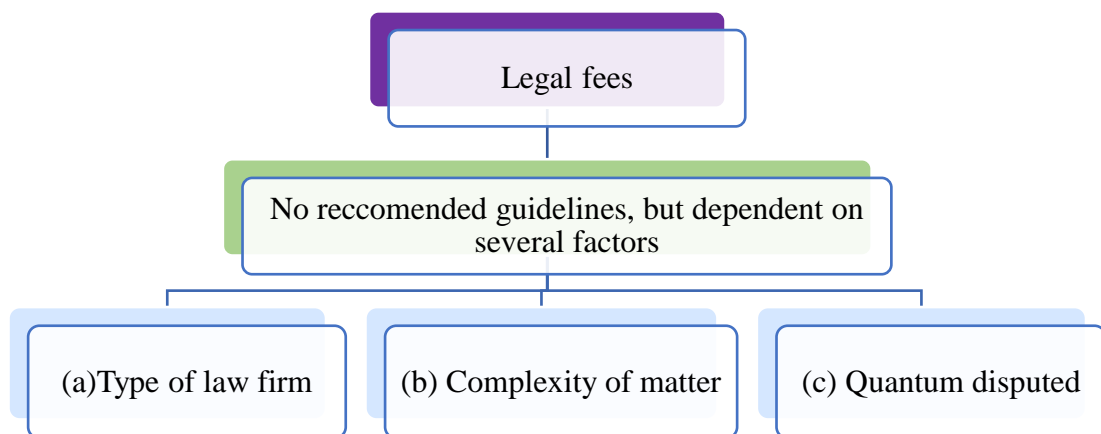 Legal fees
No reccomended guidelines, but dependent on
several factors
(a)Type of law firm
(b) Complexity of matter
(c) Quantum disputed